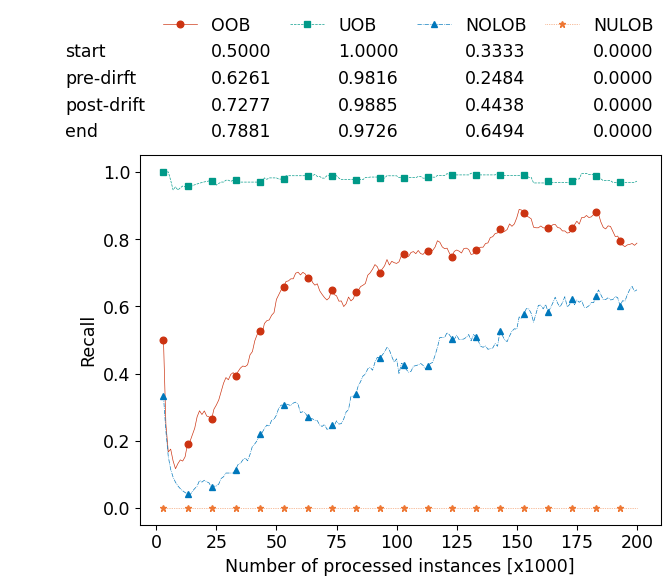 OOB UOB NOLOB NULOB
start 0.5000 1.0000 0.3333 0.0000
pre-dirft 0.6261 0.9816 0.2484 0.0000
post-drift 0.7277 0.9885 0.4438 0.0000
end 0.7881 0.9726 0.6494 0.0000
1.0
0.8
0.6
0.4
0.2
0.0
Recall
0 25 50 75 100 125 150 175 200
Number of processed instances [x1000]